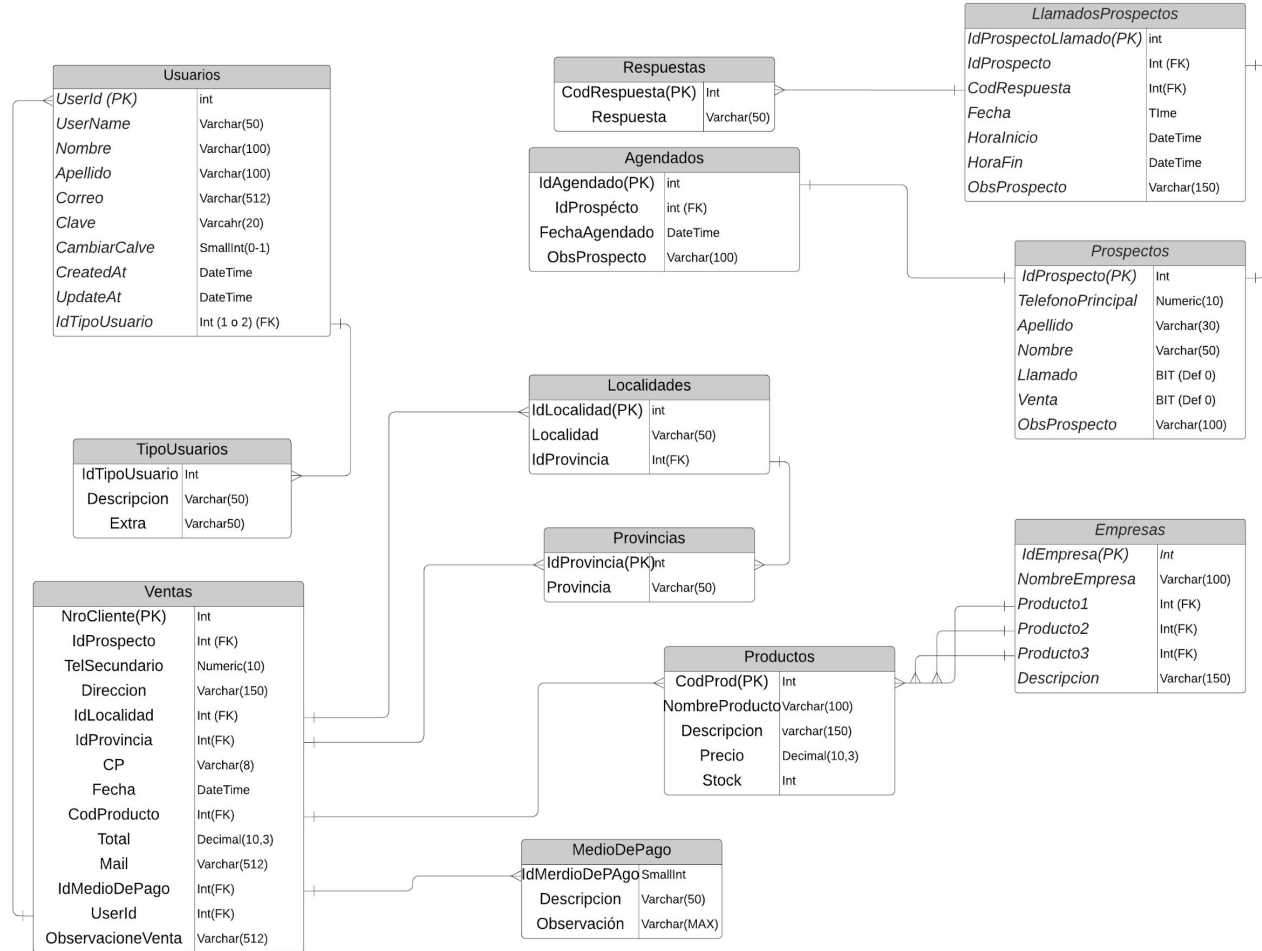 LlamadosProspectos
IdProspectoLlamado(PK) int
IdProspecto Int (FK)
CodRespuesta Int(FK)
Fecha TIme
HoraInicio DateTime
HoraFin DateTime
ObsProspecto Varchar(150)
Usuarios
UserId (PK) int
UserName Varchar(50)
Nombre Varchar(100)
Apellido Varchar(100)
Correo Varchar(512)
Clave Varcahr(20)
CambiarCalve SmallInt(0-1)
CreatedAt DateTime
UpdateAt DateTime
IdTipoUsuario Int (1 o 2) (FK)
Respuestas
CodRespuesta(PK) Int
Respuesta Varchar(50)
Agendados
IdAgendado(PK) int
IdProspécto int (FK)
FechaAgendado DateTime
ObsProspecto Varchar(100)
Prospectos
IdProspecto(PK) Int
TelefonoPrincipal Numeric(10)
Apellido Varchar(30)
Nombre Varchar(50)
Llamado BIT (Def 0)
Venta BIT (Def 0)
ObsProspecto Varchar(100)
Localidades
IdLocalidad(PK) int
Localidad Varchar(50)
IdProvincia Int(FK)
TipoUsuarios
IdTipoUsuario Int
Descripcion Varchar(50)
Extra Varchar50)
Provincias
IdProvincia(PK) Int
Provincia Varchar(50)
Empresas
IdEmpresa(PK) Int
NombreEmpresa Varchar(100)
Producto1 Int (FK)
Producto2 Int(FK)
Producto3 Int(FK)
Descripcion Varchar(150)
Ventas
NroCliente(PK) Int
IdProspecto Int (FK)
TelSecundario Numeric(10)
Direccion Varchar(150)
IdLocalidad Int (FK)
IdProvincia Int(FK)
CP Varchar(8)
Fecha DateTime
CodProducto Int(FK)
Total Decimal(10,3)
Mail Varchar(512)
IdMedioDePago Int(FK)
UserId Int(FK)
ObservacioneVenta Varchar(512)
Productos
CodProd(PK) Int
NombreProducto Varchar(100)
Descripcion varchar(150)
Precio Decimal(10,3)
Stock Int
MedioDePago
IdMerdioDePAgo SmallInt
Descripcion Varchar(50)
Observación Varchar(MAX)